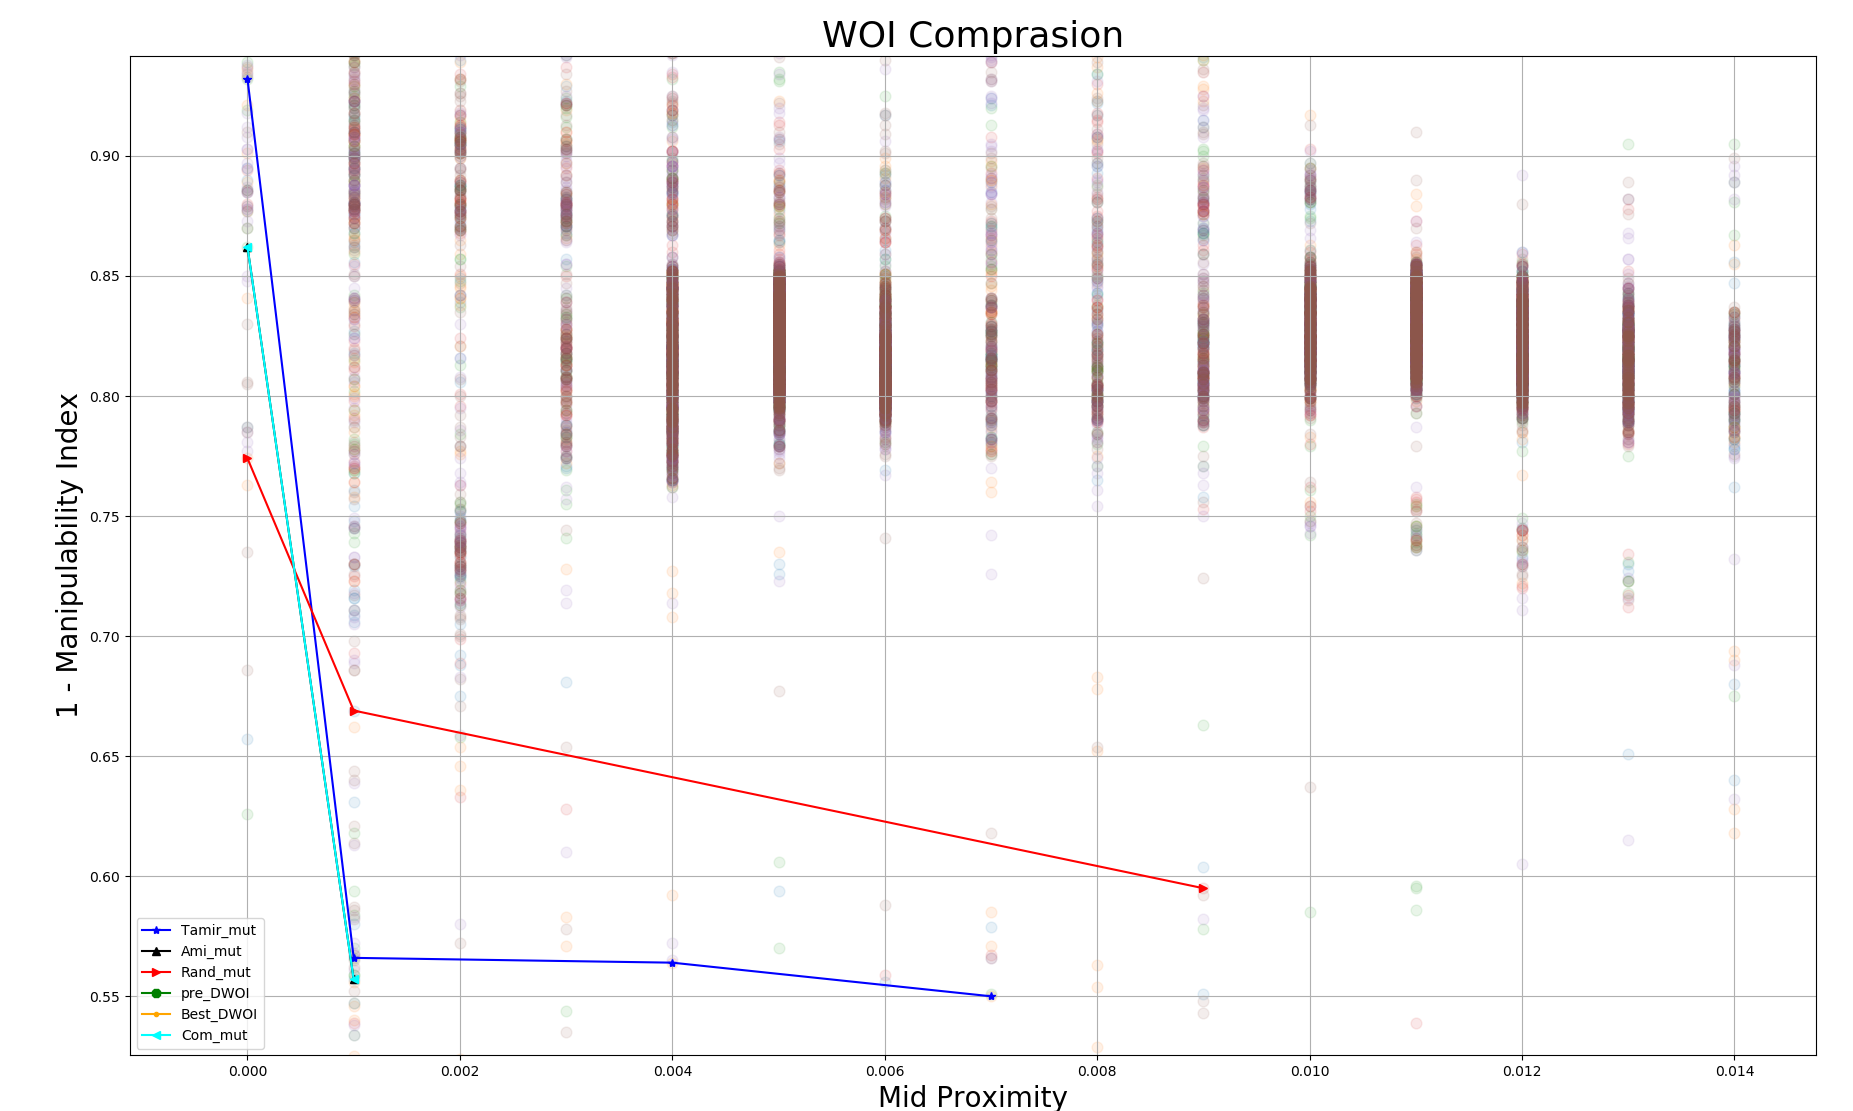 WOI Comprasion
1 - Manipulability Index
0.90
0.85
0.80
0.75
0.70
0.65
0.60
0.55
Tamir_mut
Ami_mut
Rand_mut
pre_DWOI
Best_DWOI
Com_mut
0.000 0.002 0.004 0.006 0.008 0.010 0.012 0.014
Mid Proximity